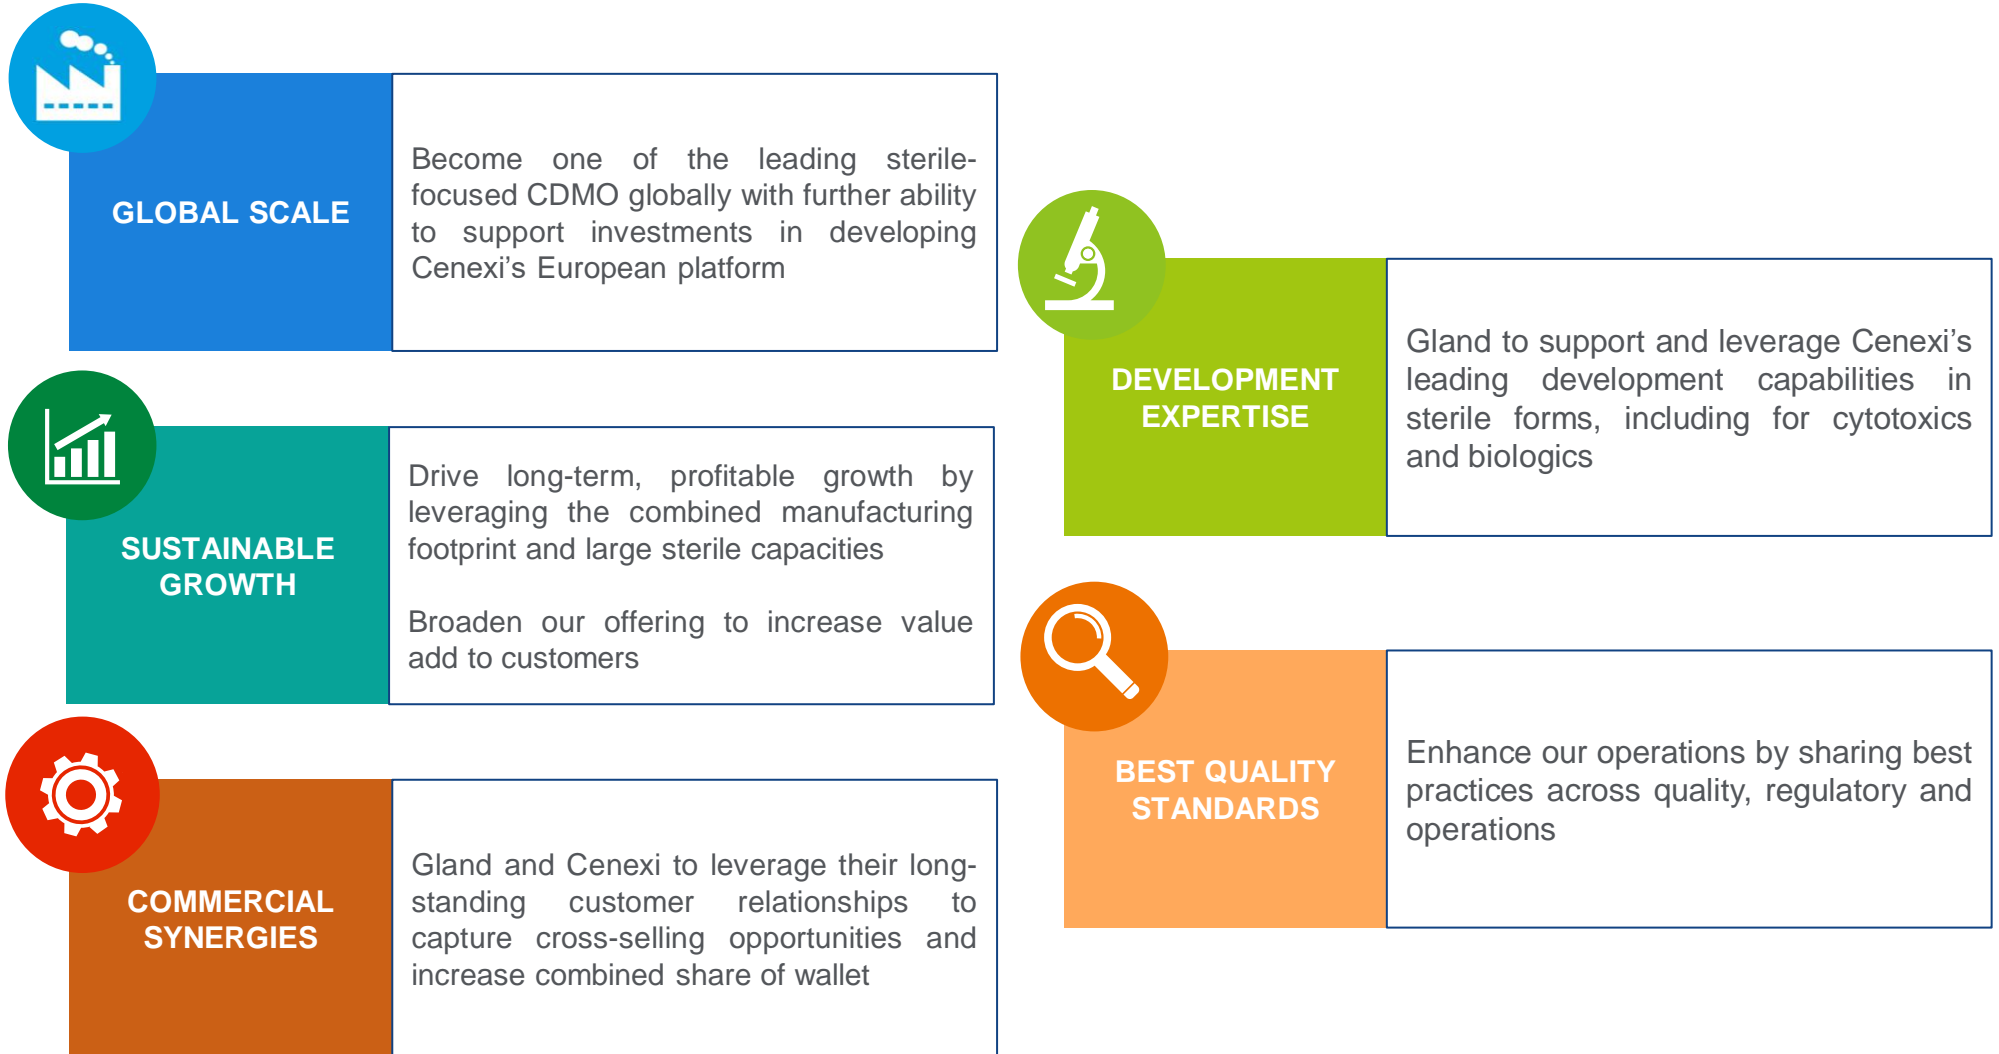 GLOBAL SCALE
Become one of the leading sterile-
focused CDMO globally with further ability
to support investments in developing
Cenexi’s European platform
SUSTAINABLE
GROWTH
Drive long-term, profitable growth by
leveraging the combined manufacturing
footprint and large sterile capacities
Broaden our offering to increase value
add to customers
COMMERCIAL
SYNERGIES
Gland and Cenexi to leverage their long-
standing customer relationships to
capture cross-selling opportunities and
increase combined share of wallet
DEVELOPMENT
EXPERTISE
Gland to support and leverage Cenexi’s
leading development capabilities in
sterile forms, including for cytotoxics
and biologics
BEST QUALITY
STANDARDS
Enhance our operations by sharing best
practices across quality, regulatory and
operations